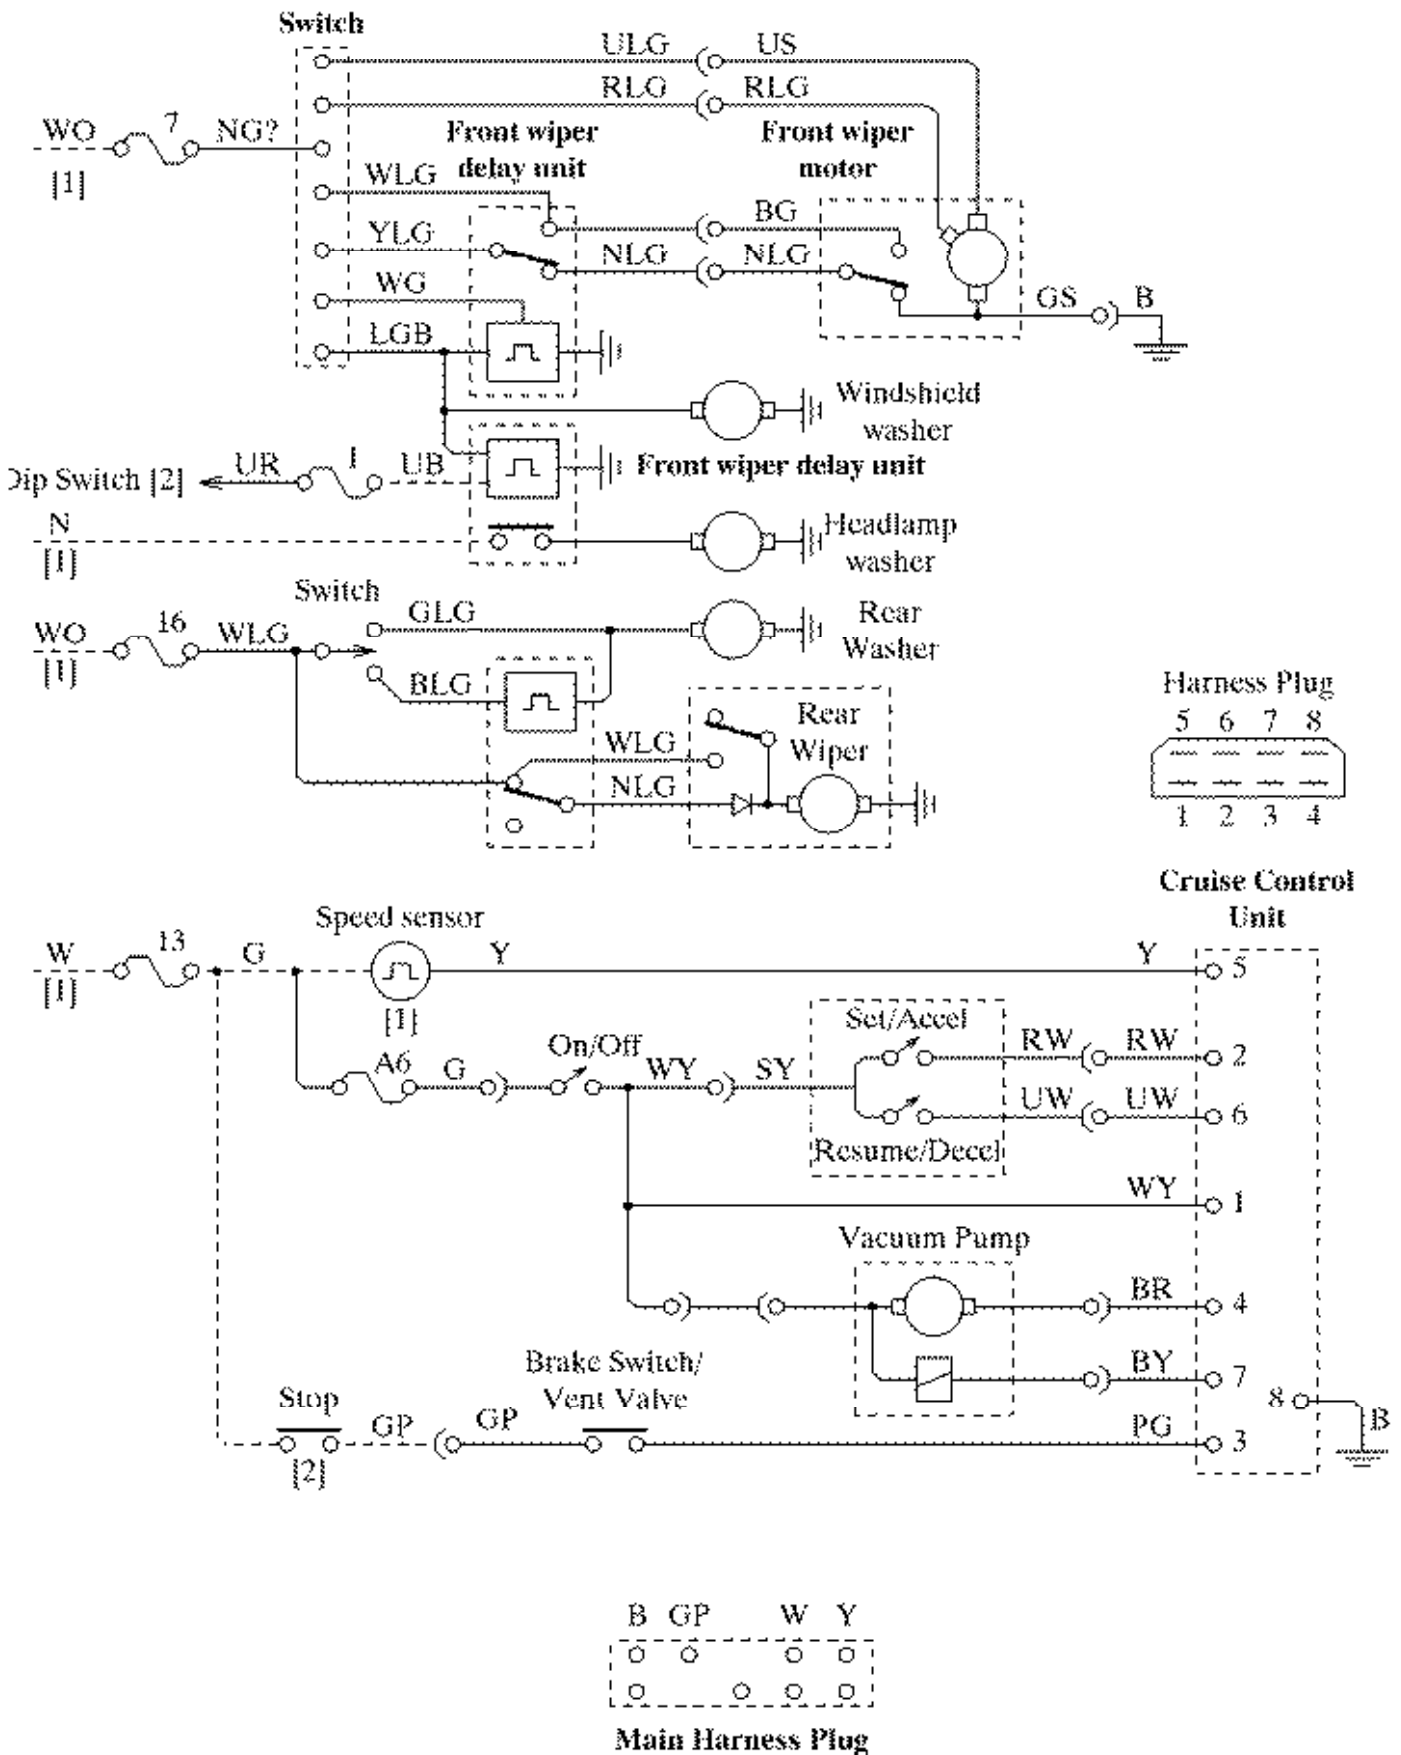 Switch
ULG US
RLG RLG
7
WO NG?
[1]
Front wiper
delay unit
Front wiper
motor
WLG
YLG
BG
NLG NLG
WG
GS B
LGB
Windshield
washer
Dip Switch [2] UR 1 UB
Front wiper delay unit
N
[1]
Headlamp
washer
Switch
16
WO WLG
[1]
GLG
Rear
Washer
BLG
WLG
NLG
Rear
Wiper
Harness Plug
5 6 7 8
1 2 3 4
Cruise Control
Unit
Speed sensor
W 13 G Y Y 5
[1] [1]
Set/Accel
On/Off
A6 G WY SY
RW RW 2
UW UW 6
Resume/Decel
WY 1
Vacuum Pump
BR 4
BY 7
Brake Switch/
Vent Valve
Stop
GP GP PG 3
[2]
8 B
B GP W Y
Main Harness Plug